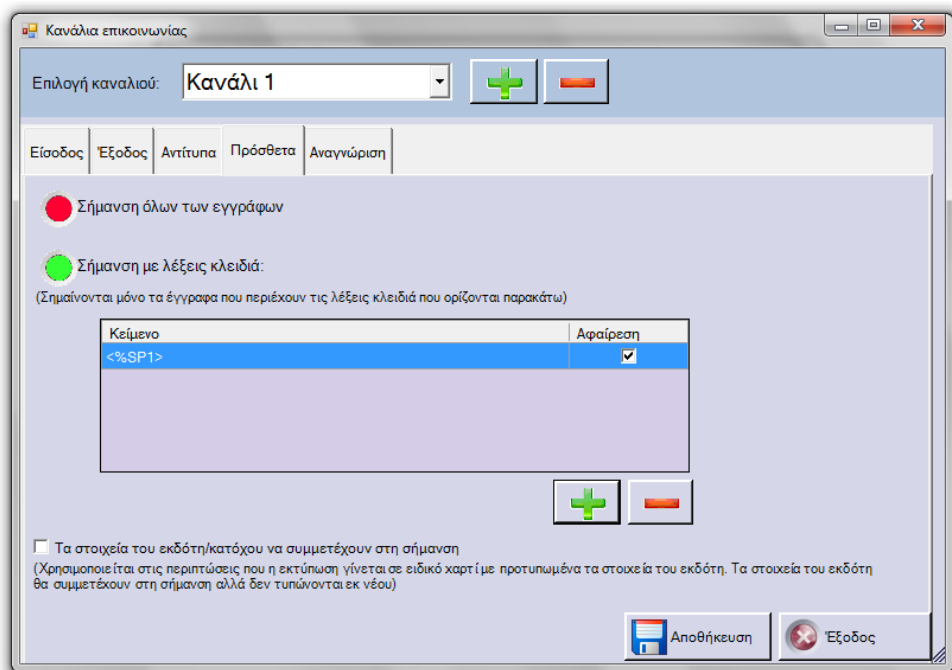 Κανάλια επικοινωνίας
Επιλογή καναλιού: Κανάλι 1
Είσοδος Έξοδος Αντίτυπα Πρόσθετα Αναγνώριση
Σήμανση όλων των εγγράφων
Σήμανση με λέξεις κλειδιά:
(Σημαίνονται μόνο τα έγγραφα που περιέχουν τις λέξεις κλειδιά που ορίζονται παρακάτω)
Κείμενο Αφαίρεση
<%SP1>
Τα στοιχεία του εκδότη/κατόχου να συμμετέχουν στη σήμανση
(Χρησιμοποιείται στις περιπτώσεις που η εκτύπωση γίνεται σε ειδικό χαρτί με προτυπωμένα τα στοιχεία του εκδότη. Τα στοιχεία του εκδότη
θα συμμετέχουν στη σήμανση αλλά δεν τυπώνονται εκ νέου)
Αποθήκευση Έξοδος